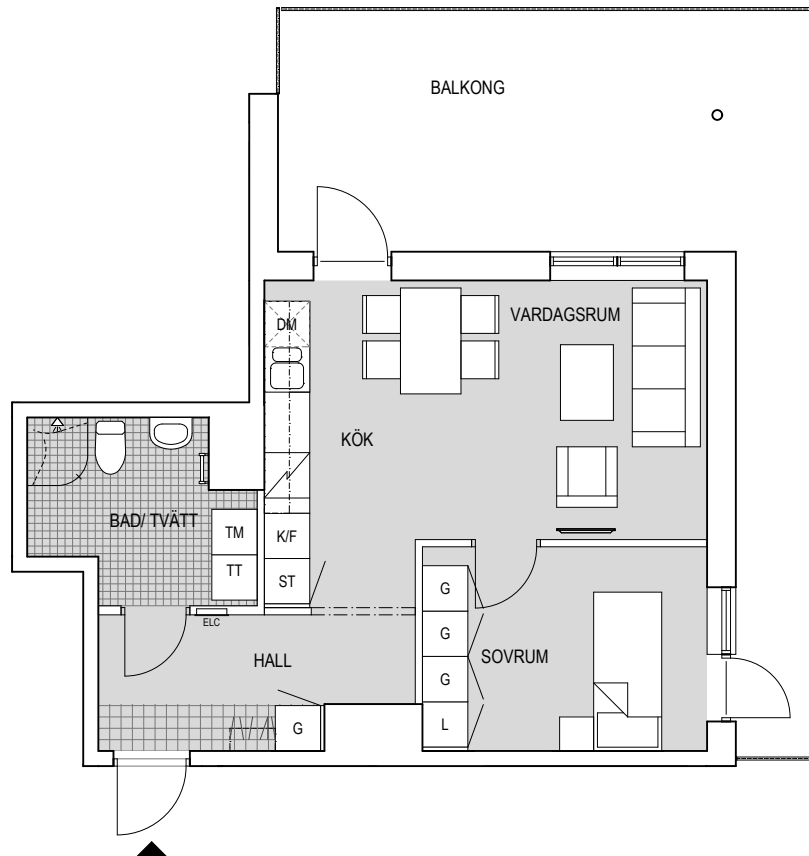 BALKONG
VARDAGSRUM
DM
KÖK
BAD/ TVÄTT
TM
K/F
TT
ST
G
ELC
G
HALL
SOVRUM
G
L
G